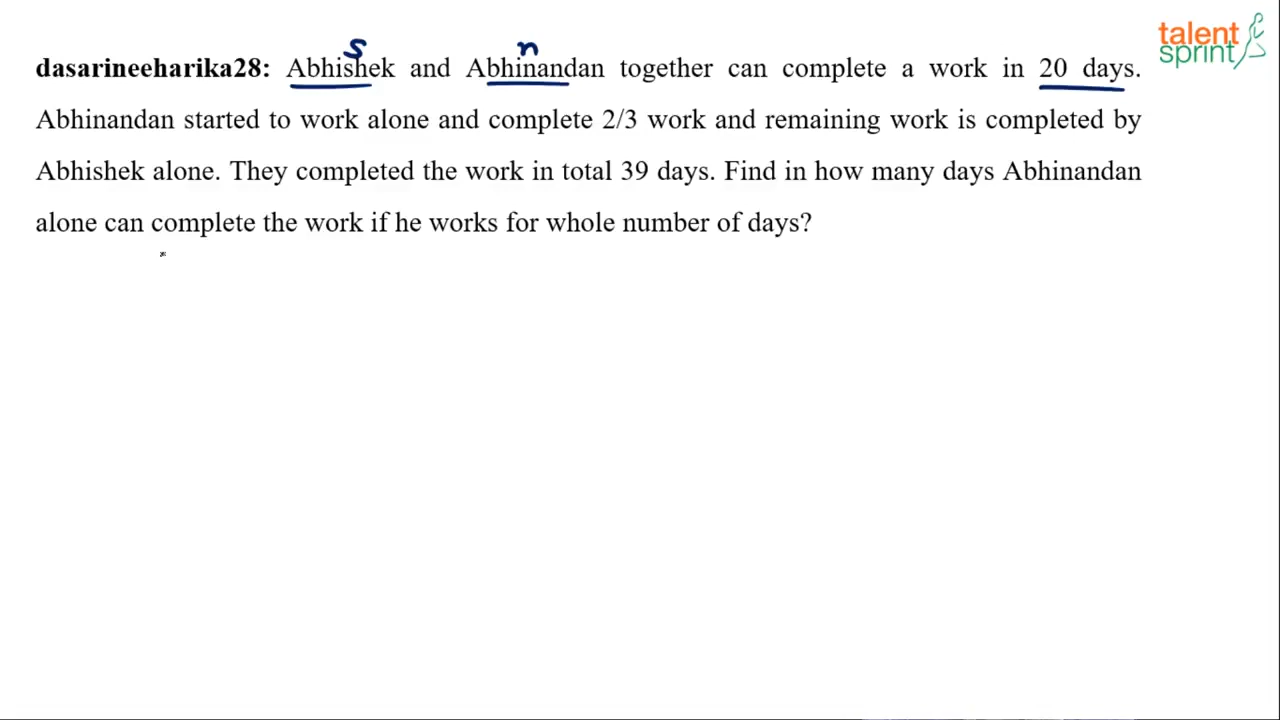 s n
talent
sprint
dasarineeharika28: Abhishek and Abhinandan together can complete a work in 20 days.
Abhinandan started to work alone and complete 2/3 work and remaining work is completed by
Abhishek alone. They completed the work in total 39 days. Find in how many days Abhinandan
alone can complete the work if he works for whole number of days?